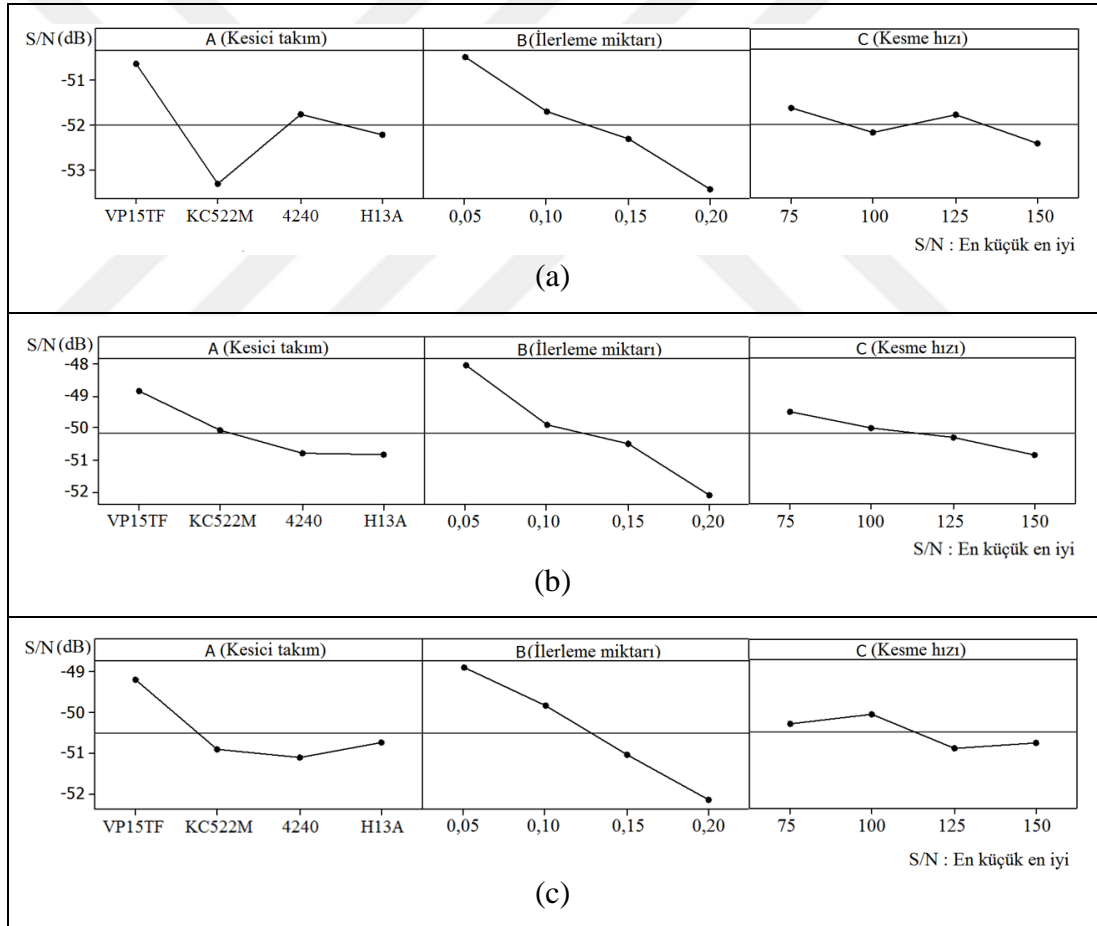 S/N(dB)
A (Kesici takım) B(İlerleme miktarı) C (Kesme hızı)
-51
-52
-53
VP15TF KC522M 4240 H13A 0,05 0,10 0,15 0,20 75 100 125 150
S/N : En küçük en iyi
(a)
S/N(dB)
A (Kesici takım) B(İlerleme miktarı) C (Kesme hızı)
-48
-49
-50
-51
-52
VP15TF KC522M 4240 H13A 0,05 0,10 0,15 0,20 75 100 125 150
S/N : En küçük en iyi
(b)
S/N(dB)
A (Kesici takım) B(İlerleme miktarı) C (Kesme hızı)
-49
-50
-51
-52
VP15TF KC522M 4240 H13A 0,05 0,10 0,15 0,20 75 100 125 150
S/N : En küçük en iyi
(c)